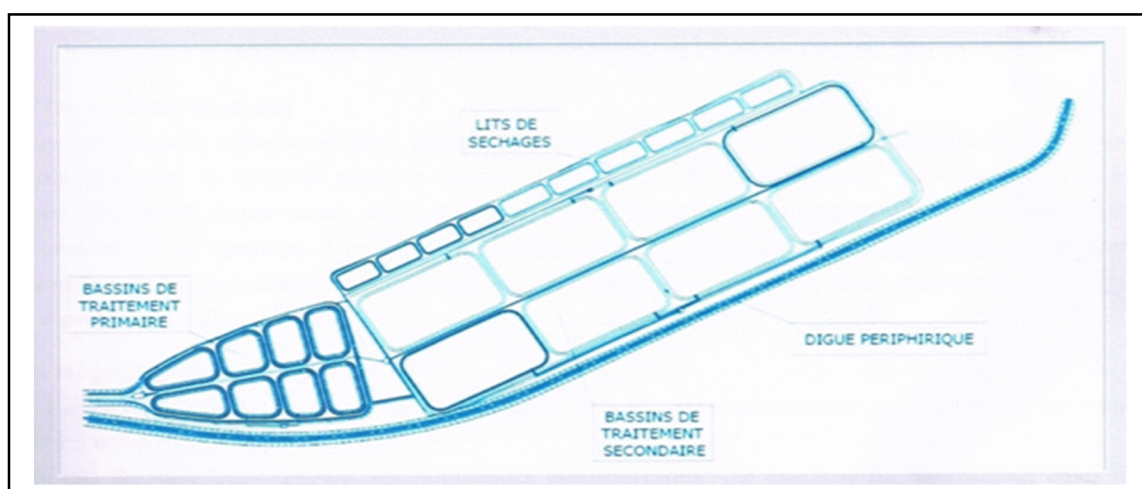 LITS DE
SECHAGES
BASSINS DE
TRAITEMENT
PRIMAIRE
DIGUE PERIPHIRIQUE
BASSINS DE
TRAITEMENT
SECONDAIRE